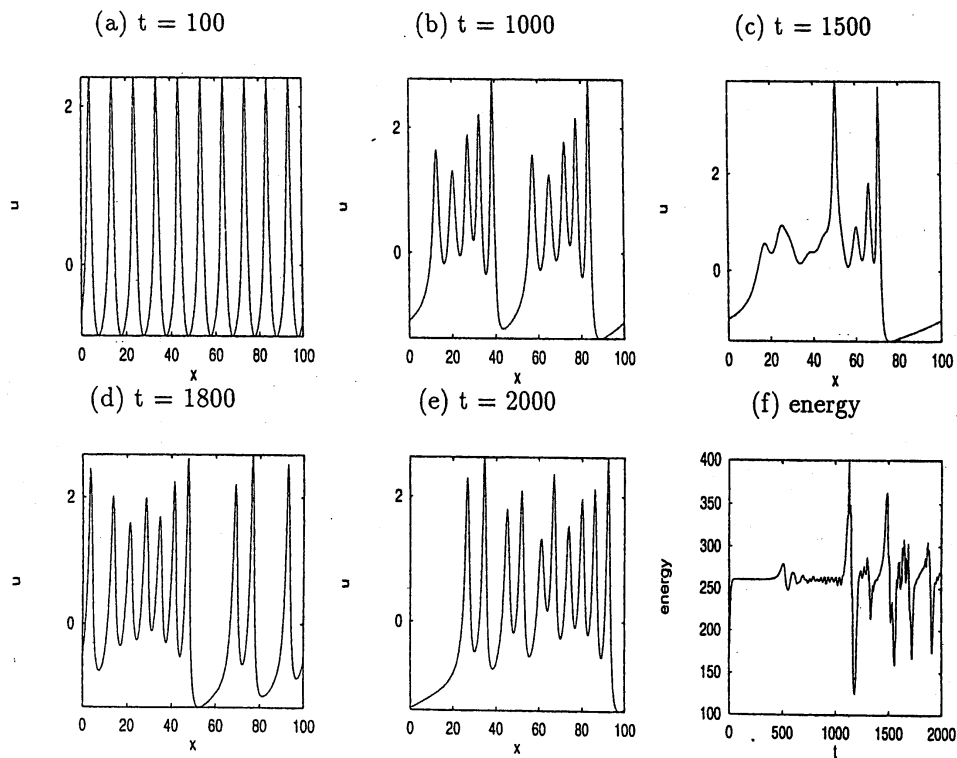 (a) t = 100
(b) t = 1000
(c) t = 1500
2
0
u
0 20 40 60 80 100
x
2
0
u
0 20 40 60 80 100
x
2
0
u
0 20 40 60 80 100
x
(d) t = 1800
(e) t = 2000
(f) energy
2
0
u
0 20 40 60 80 100
x
2
0
u
0 20 40 60 80 100
x
400
350
300
250
200
150
100
energy
0 500 1000 1500 2000
t